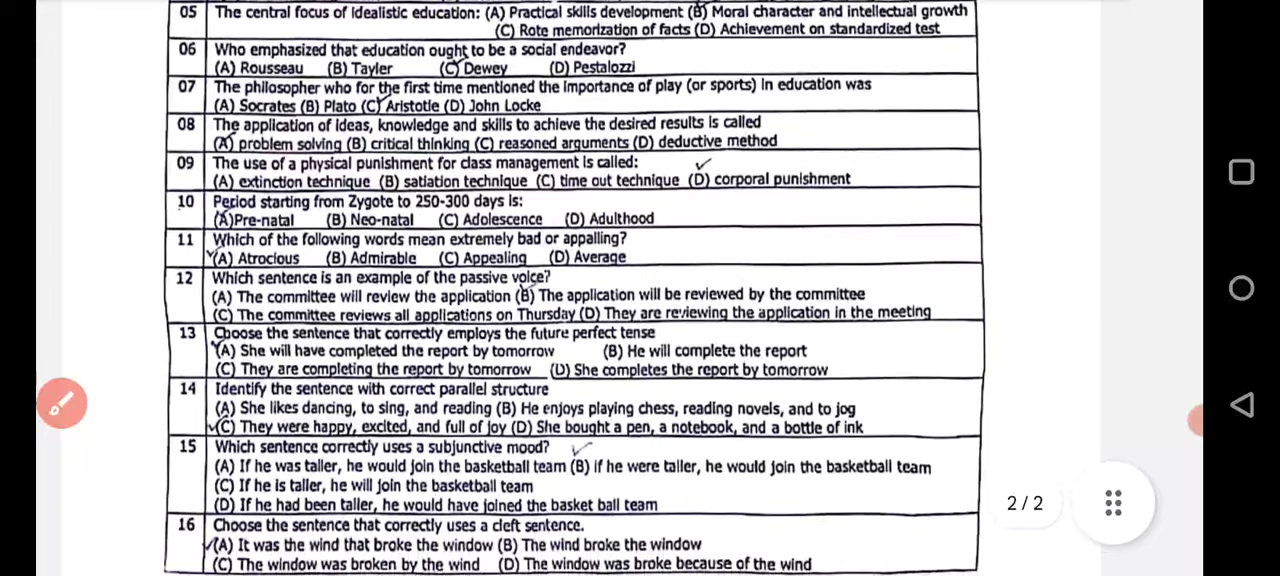 05 The central focus of idealistic education: (A) Practical skills development (B) Moral character and intellectual growth
(C) Rote memorization of facts (D) Achievement on standardized test
06 Who emphasized that education ought to be a social endeavor?
(A) Rousseau (B) Tayler (C) Dewey (D) Pestalozzi
07 The philosopher who for the first time mentioned the importance of play (or sports) in education was
(A) Socrates (B) Plato (C) Aristotle (D) John Locke
08 The application of ideas, knowledge and skills to achieve the desired results is called
(A) problem solving (B) critical thinking (C) reasoned arguments (D) deductive method
09 The use of a physical punishment for class management is called:
(A) extinction technique (B) satiation technique (C) time out technique (D) corporal punishment
10 Period starting from Zygote to 250-300 days is:
(A)Pre-natal (B) Neo-natal (C) Adolescence (D) Adulthood
11 Which of the following words mean extremely bad or appalling?
(A) Atrocious (B) Admirable (C) Appealing (D) Average
12 Which sentence is an example of the passive voice?
(A) The committee will review the application (B) The application will be reviewed by the committee
(C) The committee reviews all applications on Thursday (D) They are reviewing the application in the meeting
13 Choose the sentence that correctly employs the future perfect tense
(A) She will have completed the report by tomorrow (B) He will complete the report
(C) They are completing the report by tomorrow (D) She completes the report by tomorrow
14 Identify the sentence with correct parallel structure
(A) She likes dancing, to sing, and reading (B) He enjoys playing chess, reading novels, and to jog
(C) They were happy, excited, and full of joy (D) She bought a pen, a notebook, and a bottle of ink
15 Which sentence correctly uses a subjunctive mood?
(A) If he was taller, he would join the basketball team (B) If he were taller, he would join the basketball team
(C) If he is taller, he will join the basketball team
(D) If he had been taller, he would have joined the basket ball team
16 Choose the sentence that correctly uses a cleft sentence.
(A) It was the wind that broke the window (B) The wind broke the window
(C) The window was broken by the wind (D) The window was broke because of the wind
2 / 2